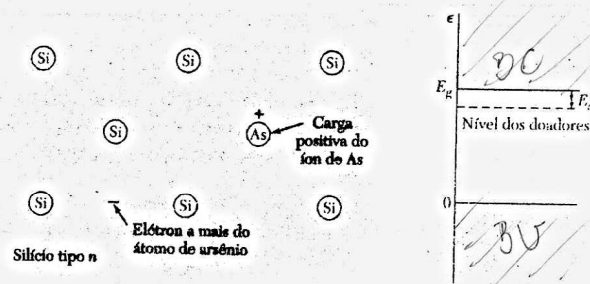 Si
Si
Si
Si
+
As
Carga
positiva do
íon de As
Si
Si
Si
−
Elétron a mais do
átomo de arsênio
Silício tipo n
ϵ
BC
E_g
Nível dos doadores
0
BV